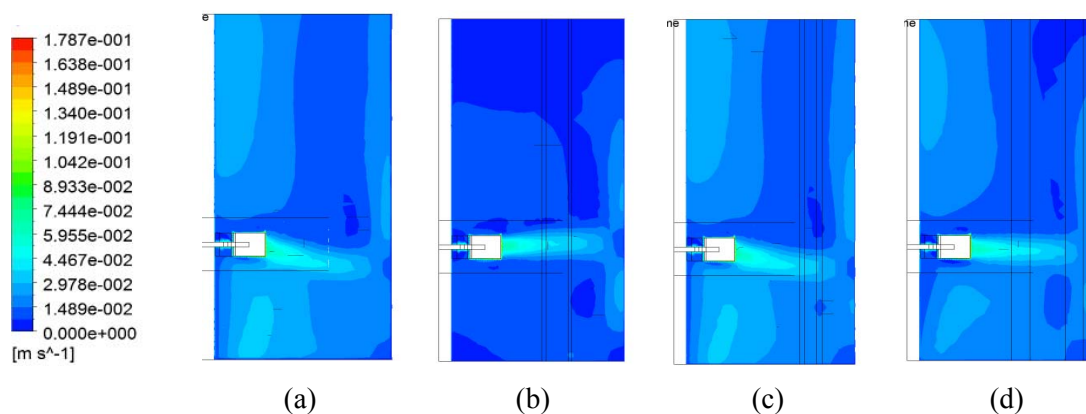 e
ne
ne
1.787e-001
1.638e-001
1.489e-001
1.340e-001
1.191e-001
1.042e-001
8.933e-002
7.444e-002
5.955e-002
4.467e-002
2.978e-002
1.489e-002
0.000e+000
[m s^-1]
(a)
(b)
(c)
(d)